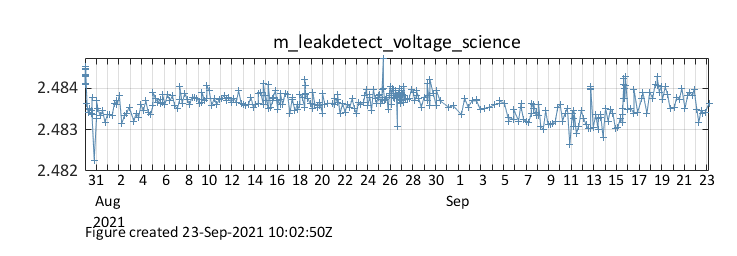 m_leakdetect_voltage_science
2.484
2.483
2.482
31 2 4 6 8 10 12 14 16 18 20 22 24 26 28 30 1 3 5 7 9 11 13 15 17 19 21 23
Aug Sep
2021
Figure created 23-Sep-2021 10:02:50Z